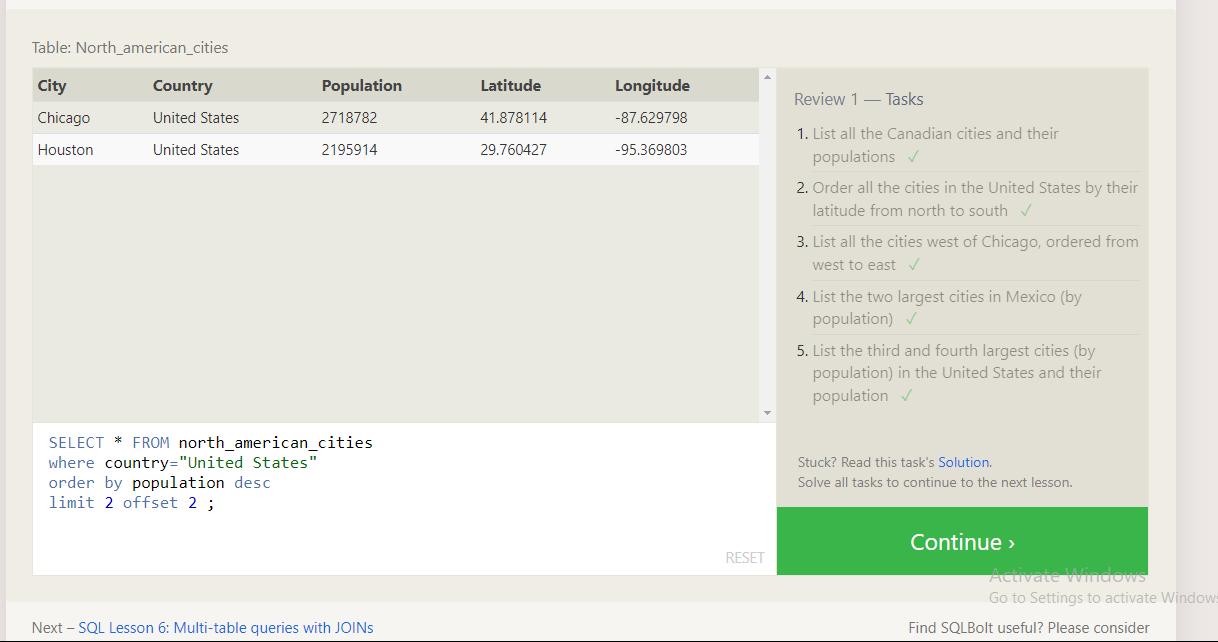 Table: North_american_cities
City Country Population Latitude Longitude
Chicago United States 2718782 41.878114 -87.629798
Houston United States 2195914 29.760427 -95.369803
SELECT * FROM north_american_cities
where country="United States"
order by population desc
limit 2 offset 2 ;
RESET
Review 1 — Tasks
1. List all the Canadian cities and their
populations ✓
2. Order all the cities in the United States by their
latitude from north to south ✓
3. List all the cities west of Chicago, ordered from
west to east ✓
4. List the two largest cities in Mexico (by
population) ✓
5. List the third and fourth largest cities (by
population) in the United States and their
population ✓
Stuck? Read this task's Solution.
Solve all tasks to continue to the next lesson.
Continue ›
Activate Windows
Go to Settings to activate Windows
Next – SQL Lesson 6: Multi-table queries with JOINs
Find SQLBolt useful? Please consider